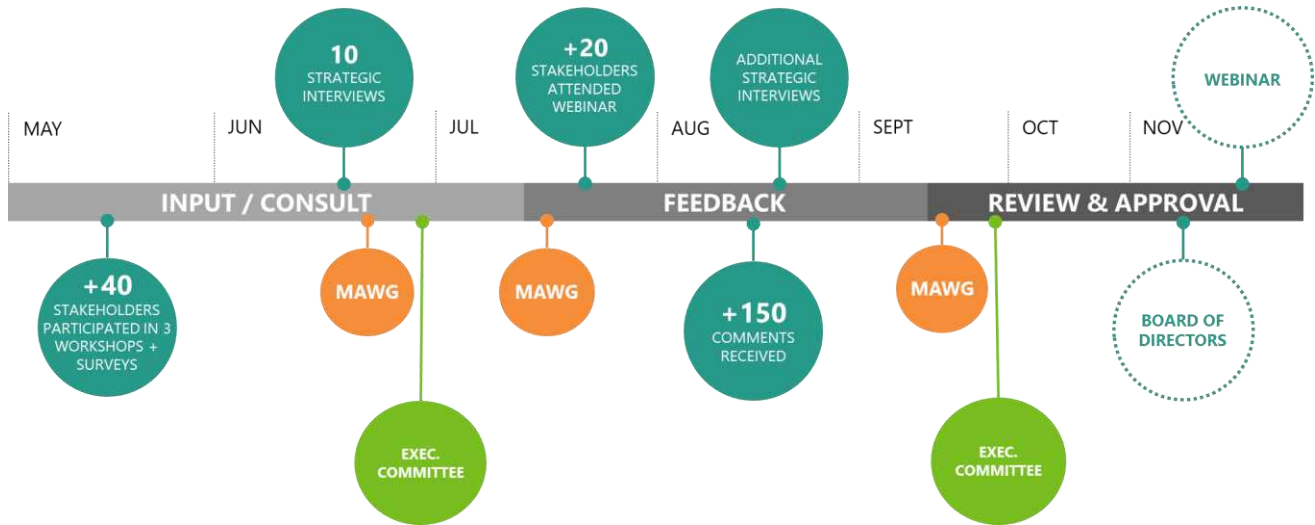 10
STRATEGIC
INTERVIEWS
+20
STAKEHOLDERS
ATTENDED
WEBINAR
ADDITIONAL
STRATEGIC
INTERVIEWS
WEBINAR
MAY
JUN
JUL
AUG
SEPT
OCT
NOV
INPUT / CONSULT
FEEDBACK
REVIEW & APPROVAL
+40
STAKEHOLDERS
PARTICIPATED IN 3
WORKSHOPS +
SURVEYS
MAWG
MAWG
+150
COMMENTS
RECEIVED
MAWG
BOARD OF
DIRECTORS
EXEC.
COMMITTEE
EXEC.
COMMITTEE